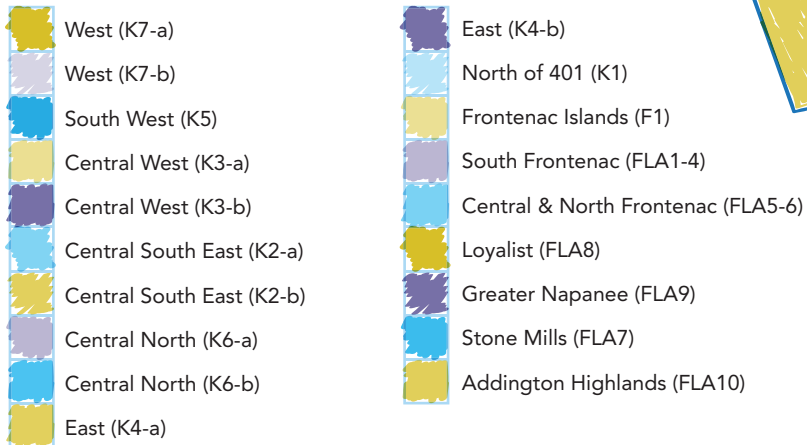 West (K7-a)
West (K7-b)
South West (K5)
Central West (K3-a)
Central West (K3-b)
Central South East (K2-a)
Central South East (K2-b)
Central North (K6-a)
Central North (K6-b)
East (K4-a)
East (K4-b)
North of 401 (K1)
Frontenac Islands (F1)
South Frontenac (FLA1-4)
Central & North Frontenac (FLA5-6)
Loyalist (FLA8)
Greater Napanee (FLA9)
Stone Mills (FLA7)
Addington Highlands (FLA10)